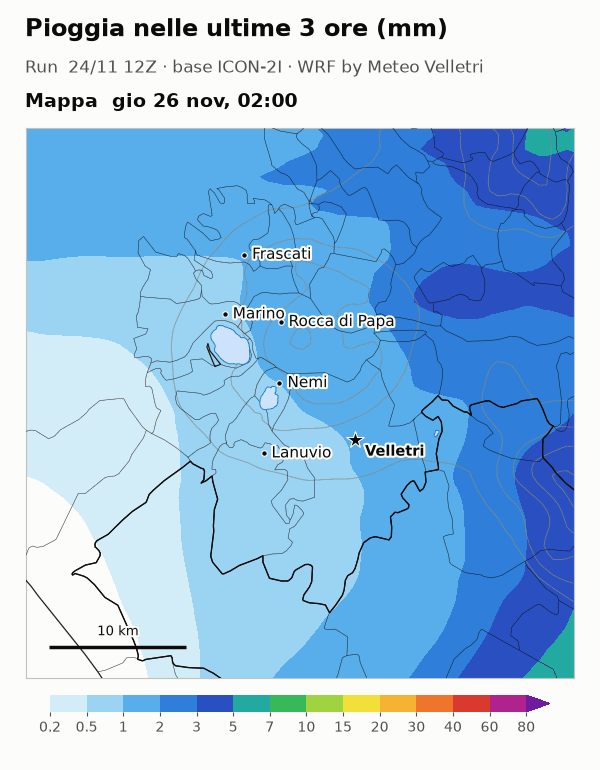 Pioggia nelle ultime 3 ore (mm)
Run  24/11 12Z · base ICON-2I · WRF by Meteo Velletri
Mappa  gio 26 nov, 02:00
Frascati
Marino
Rocca di Papa
Nemi
Velletri
Lanuvio
10 km
0.2 0.5 1 2 3 5 7 10 15 20 30 40 60 80